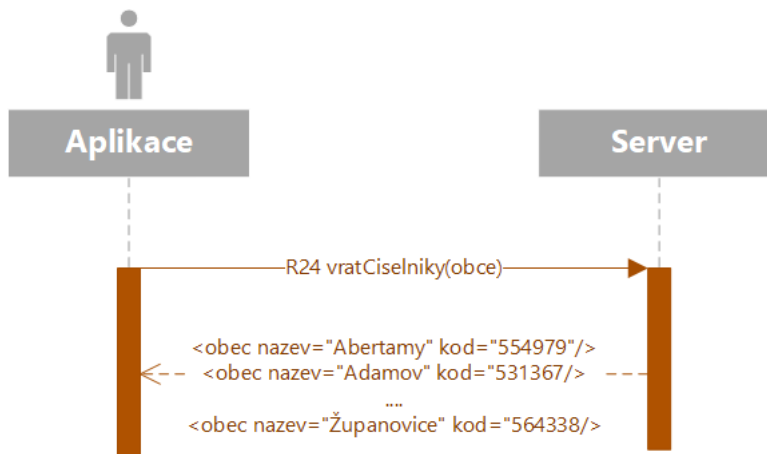 Aplikace
Server
R24 vratCiselniky(obce)
<obec nazev="Abertamy" kod="554979"/>
<obec nazev="Adamov" kod="531367/>
....
<obec nazev="Županovice" kod="564338/>